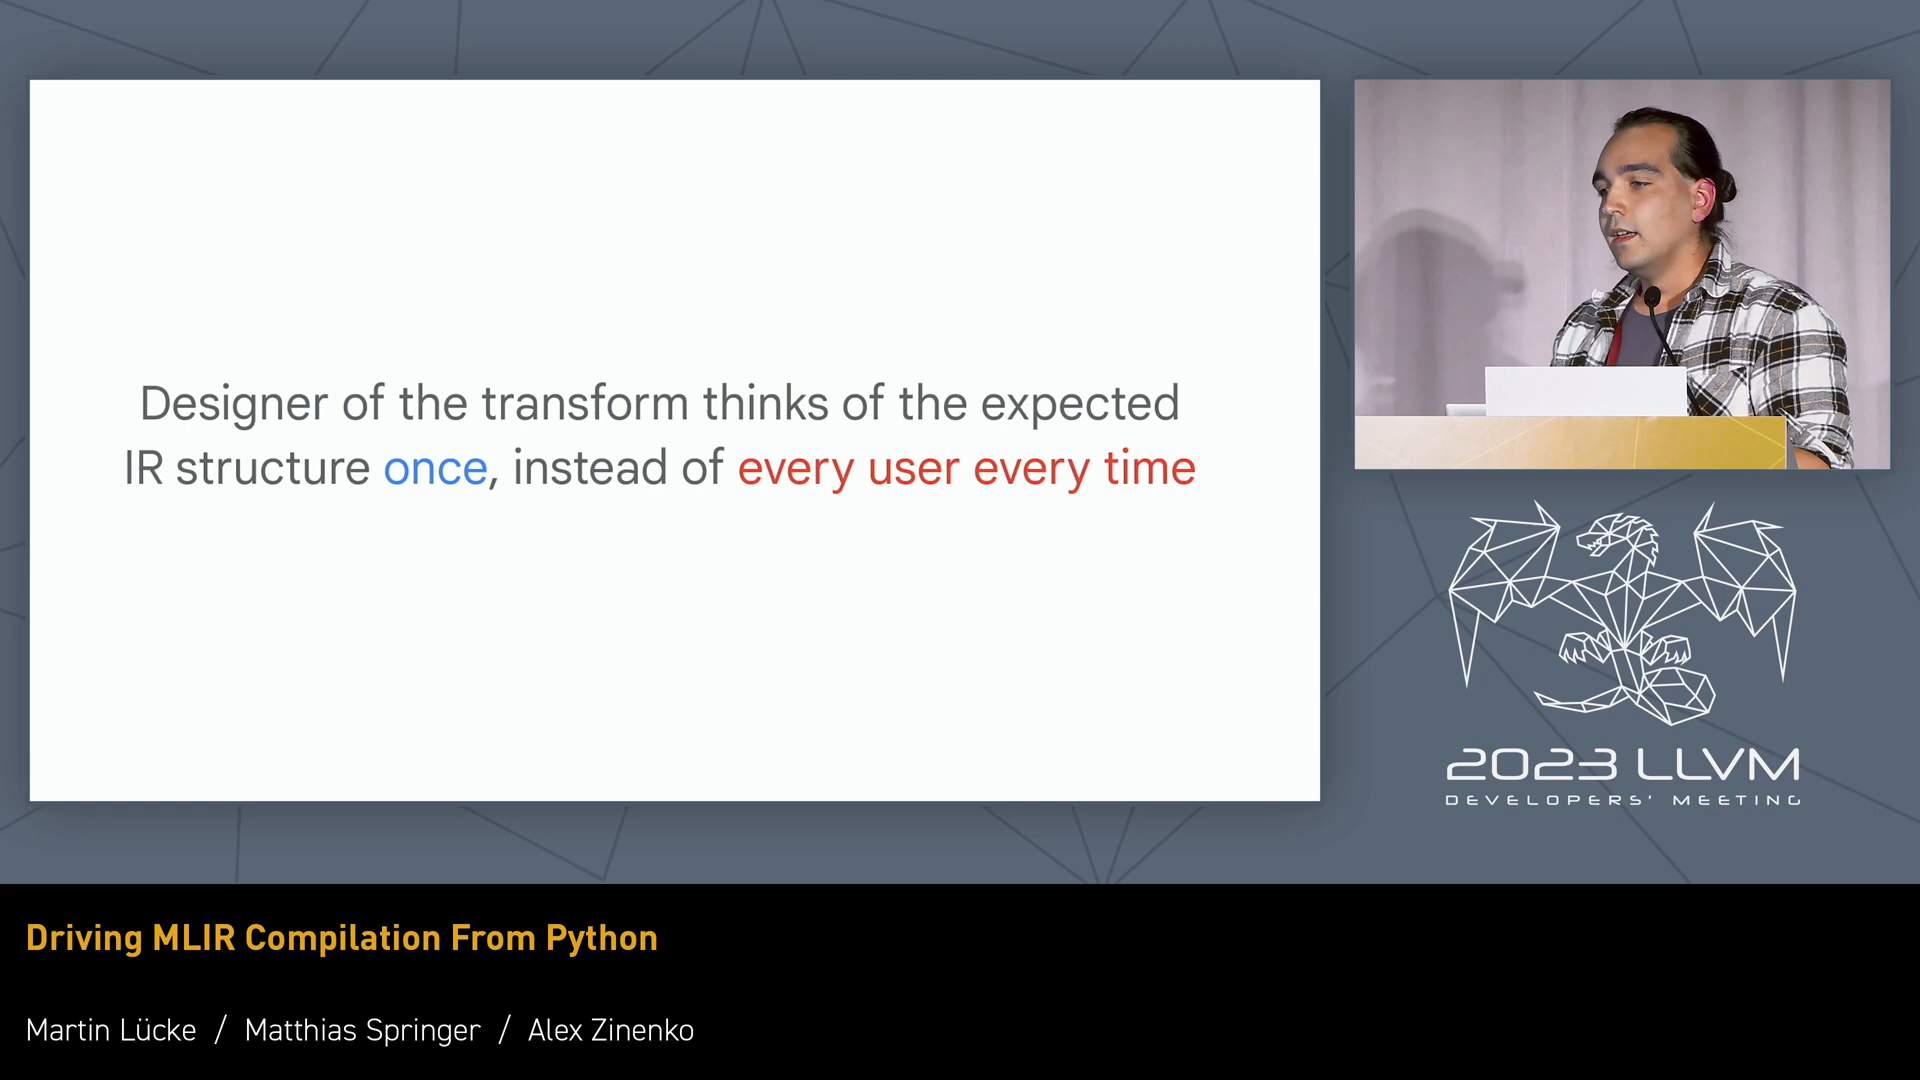 Designer of the transform thinks of the expected
IR structure once, instead of every user every time
2023 LLVM
DEVELOPERS' MEETING
Driving MLIR Compilation From Python
Martin Lücke / Matthias Springer / Alex Zinenko